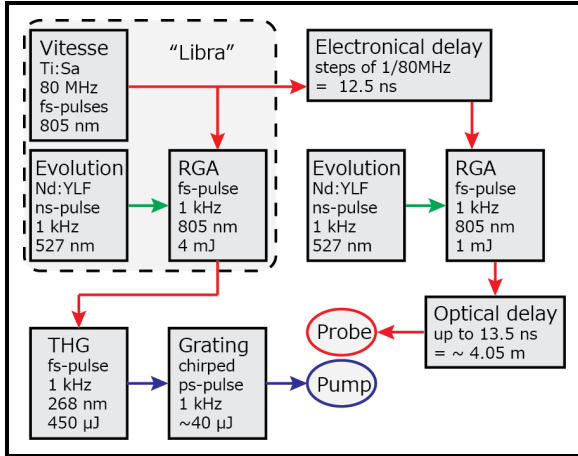 Vitesse
Ti:Sa
80 MHz
fs-pulses
805 nm
“Libra”
Electronical delay
steps of 1/80MHz
= 12.5 ns
Evolution
Nd:YLF
ns-pulse
1 kHz
527 nm
RGA
fs-pulse
1 kHz
805 nm
4 mJ
Evolution
Nd:YLF
ns-pulse
1 kHz
527 nm
RGA
fs-pulse
1 kHz
805 nm
1 mJ
THG
fs-pulse
1 kHz
268 nm
450 µJ
Grating
chirped
ps-pulse
1 kHz
~40 µJ
Probe
Pump
Optical delay
up to 13.5 ns
= ~ 4.05 m